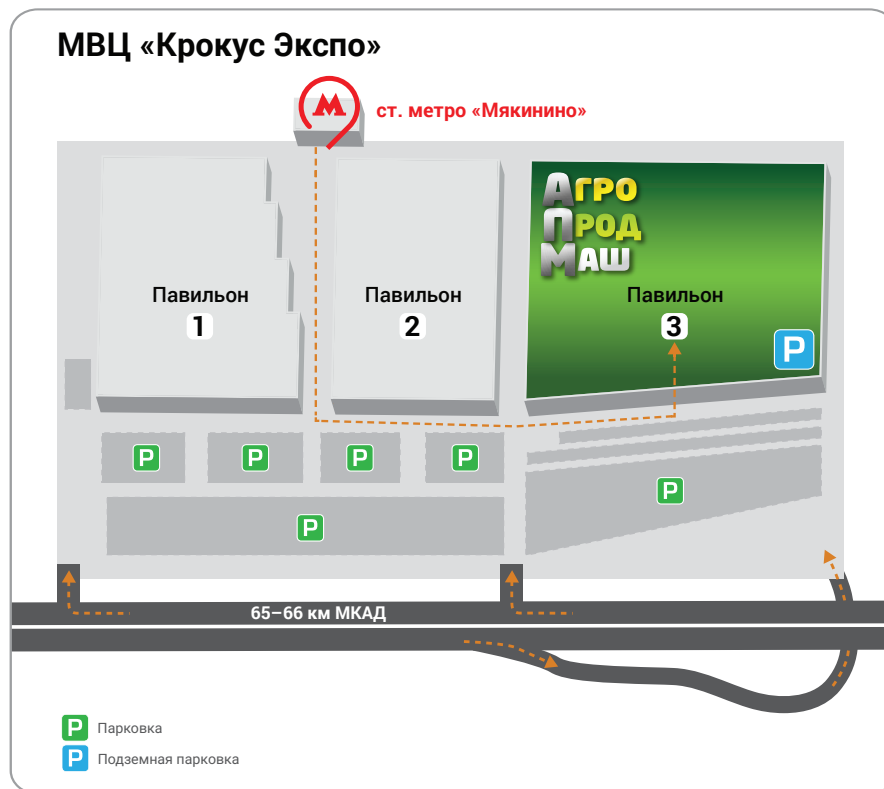 МВЦ «Крокус Экспо»
М
ст. метро «Мякинино»
АГРО
ПРОД
МАШ
Павильон
1
Павильон
2
Павильон
3
P
P
P
P
P
P
P
65–66 км МКАД
P Парковка
P Подземная парковка